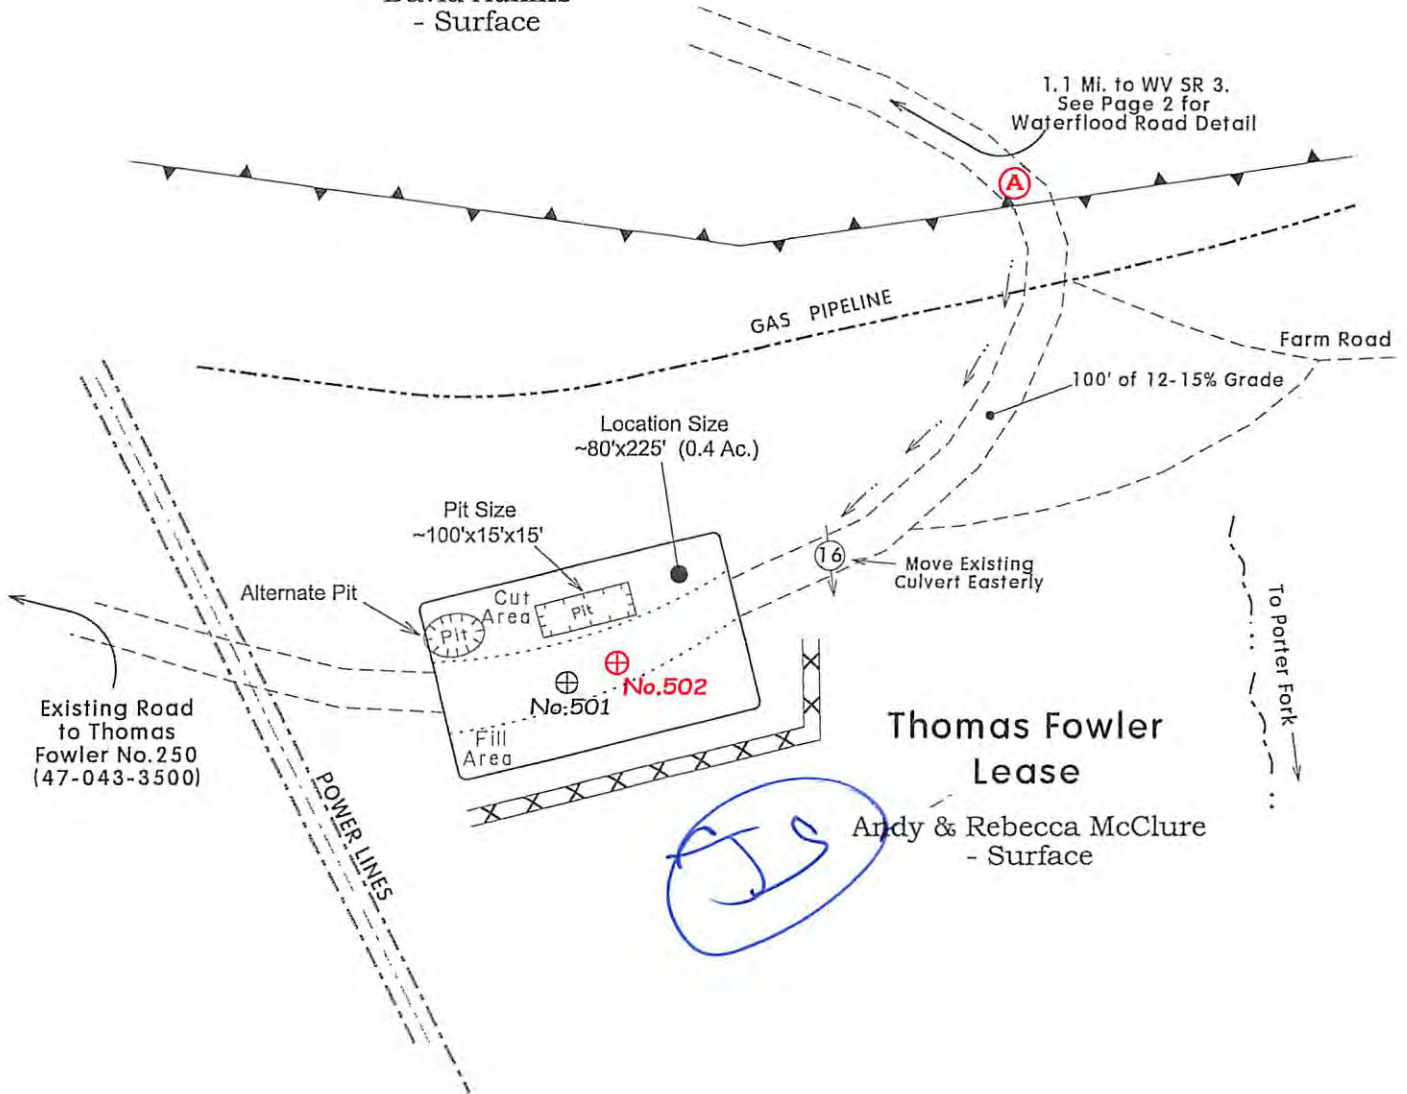 - Surface
1.1 Mi. to WV SR 3.
See Page 2 for
Waterflood Road Detail
A
GAS PIPELINE
Farm Road
100' of 12-15% Grade
Location Size
~80'x225' (0.4 Ac.)
Pit Size
~100'x15'x15'
Alternate Pit
Cut
Area
Pit
Pit
16
Move Existing
Culvert Easterly
To Porter Fork
No.501
No.502
Fill
Area
Existing Road
to Thomas
Fowler No.250
(47-043-3500)
POWER LINES
Thomas Fowler
Lease
Andy & Rebecca McClure
- Surface